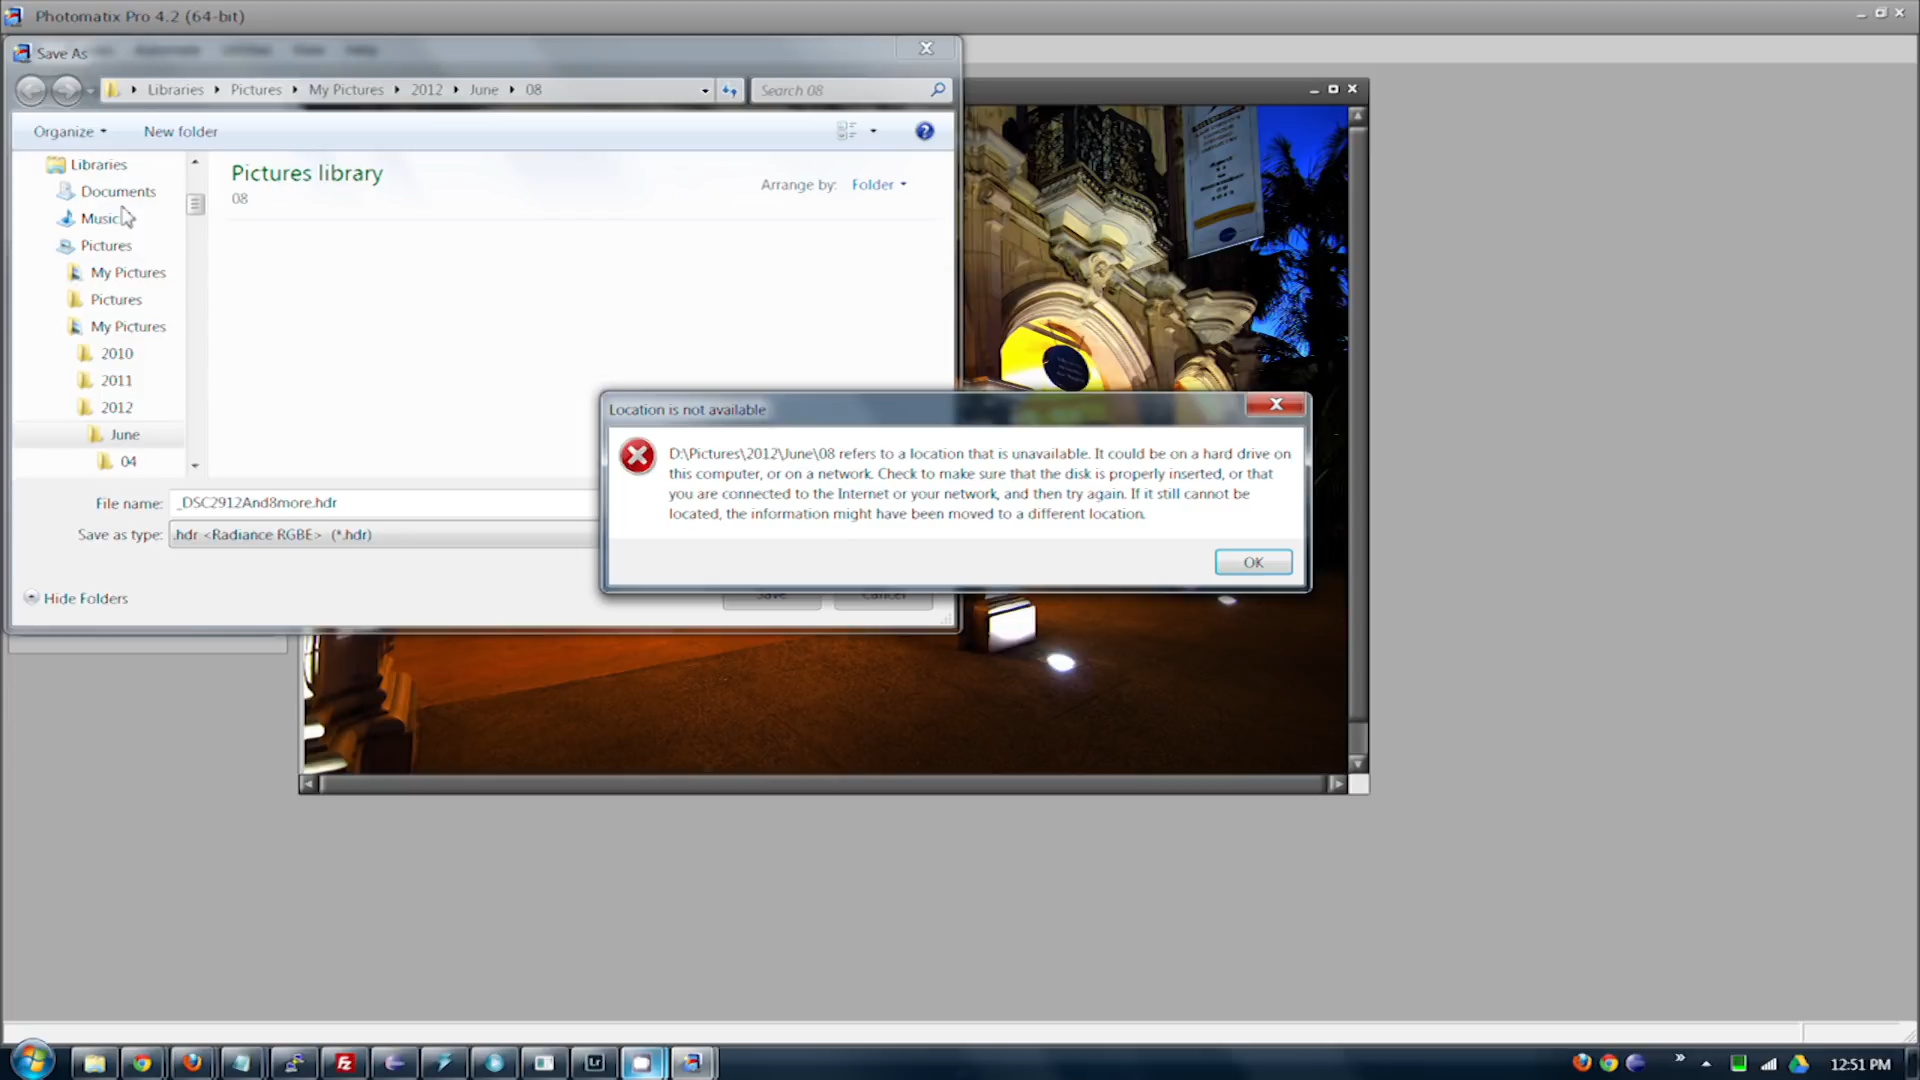 Photomatix Pro 4.2 (64-bit)
Save As
Libraries
Pictures
My Pictures
2012
June
08
Search 08
Organize
New folder
Libraries
Documents
Music
Pictures
My Pictures
Pictures
My Pictures
2010
2011
2012
June
04
Pictures library
08
Arrange by:
Folder
Location is not available
D:\Pictures\2012\June\08 refers to a location that is unavailable. It could be on a hard drive on
this computer, or on a network. Check to make sure that the disk is properly inserted, or that
you are connected to the Internet or your network, and then try again. If it still cannot be
located, the information might have been moved to a different location.
OK
File name:
_DSC2912And8more.hdr
Save as type:
.hdr <Radiance RGBE> (*.hdr)
Save
Cancel
Hide Folders
Lr
12:51 PM